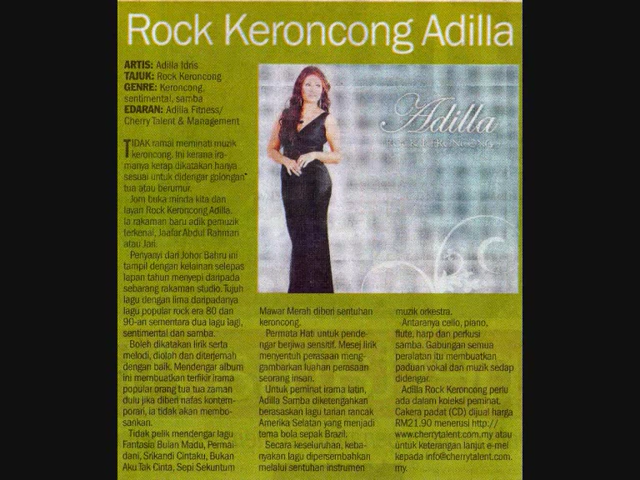 Rock Keroncong Adilla
ARTIS: Adilla Idris
TAJUK: Rock Keroncong
GENRE: Keroncong,
sentimental, samba
EDARAN: Adilla Fitness/
Cherry Talent & Management
TIDAK ramai meminati muzik
keroncong. Ini kerana ira-
manya kerap dikatakan hanya
sesuai untuk didengar golongan
tua atau berumur.
Jom buka minda kita dan
layan Rock Keroncong Adilla.
Ia rakaman baru adik pemuzik
terkenal, Jaafar Abdul Rahman
atau Jari.
Penyanyi dari Johor Bahru ini
tampil dengan kelainan selepas
lapan tahun menyepi daripada
sebarang rakaman studio. Tujuh
lagu dengan lima daripadanya
lagu popular rock era 80 dan
90-an sementara dua lagu lagi,
sentimental dan samba.
Boleh dikatakan lirik serta
melodi, diolah dan diterjemah
dengan baik. Mendengar album
ini membuatkan terfikir irama
popular orang tua tua zaman
dulu jika diberi nafas kontem-
porari, ia tidak akan membo-
sankan.
Tidak pelik mendengar lagu
Fantasia Bulan Madu, Permai-
dani, Srikandi Cintaku, Bukan
Aku Tak Cinta, Sepi Sekuntum
Adilla
Mawar Merah diberi sentuhan
keroncong.
Permata Hati untuk pende-
ngar berjiwa sensitif. Mesej lirik
menyentuh perasaan meng-
gambarkan luahan perasaan
seorang insan.
Untuk peminat irama latin,
Adilla Samba diketengahkan
berasaskan lagu tarian rancak
Amerika Selatan yang menjadi
tema bola sepak Brazil.
Secara keseluruhan, keba-
nyakan lagu dipersembahkan
melalui sentuhan instrumen
muzik orkestra.
Antaranya cello, piano,
flute, harp dan perkusi
samba. Gabungan semua
peralatan itu membuatkan
paduan vokal dan muzik sedap
didengar.
Adilla Rock Keroncong perlu
ada dalam koleksi peminat.
Cakera padat (CD) dijual harga
RM21.90 menerusi http://
www.cherrytalent.com.my atau
untuk keterangan lanjut e-mel
kepada info@cherrytalent.com.
my.